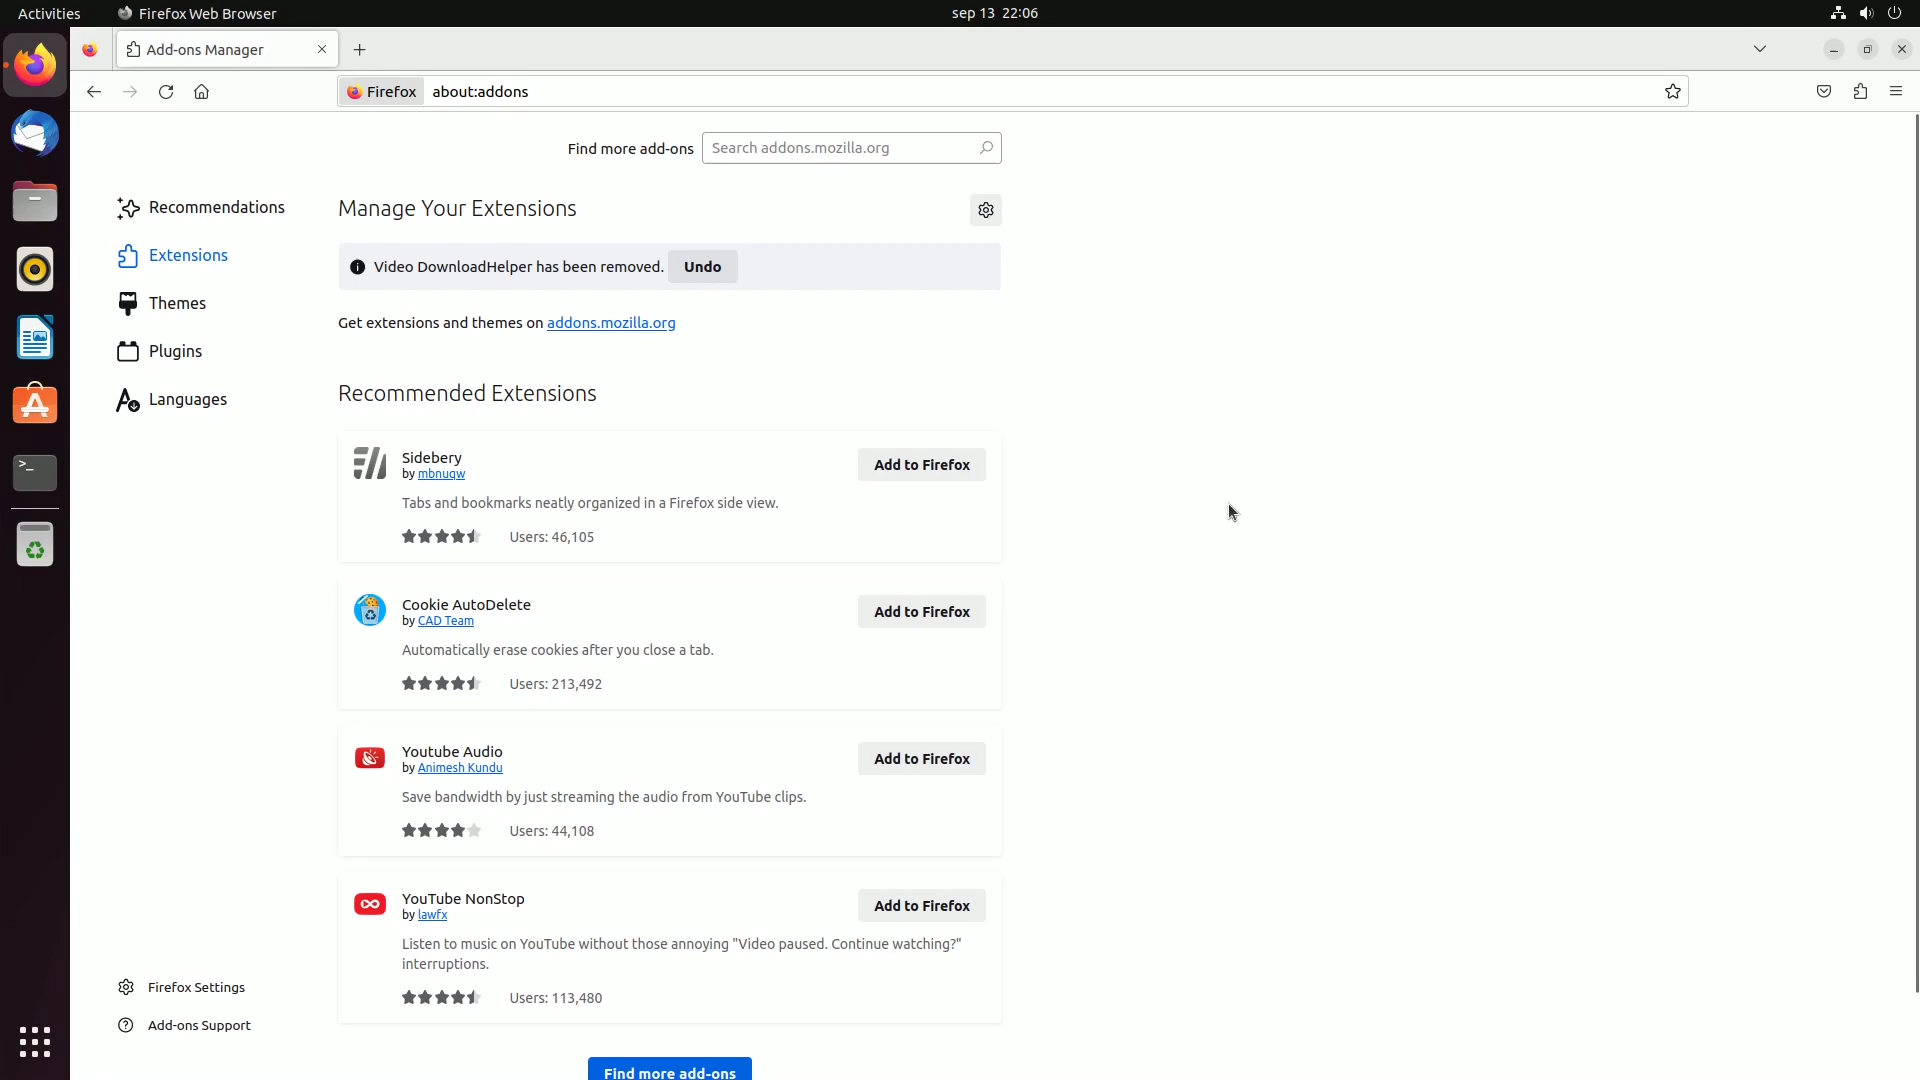 Activities
Firefox Web Browser
sep 13 22:06
Add-ons Manager
Firefox
about:addons
Find more add-ons
Search addons.mozilla.org
Recommendations
Extensions
Themes
Plugins
Languages
Manage Your Extensions
Video DownloadHelper has been removed.
Undo
Get extensions and themes on addons.mozilla.org
Recommended Extensions
Sidebery
by mbnuqw
Tabs and bookmarks neatly organized in a Firefox side view.
Users: 46,105
Add to Firefox
Cookie AutoDelete
by CAD Team
Automatically erase cookies after you close a tab.
Users: 213,492
Add to Firefox
Youtube Audio
by Animesh Kundu
Save bandwidth by just streaming the audio from YouTube clips.
Users: 44,108
Add to Firefox
YouTube NonStop
by lawfx
Listen to music on YouTube without those annoying "Video paused. Continue watching?"
interruptions.
Users: 113,480
Add to Firefox
Firefox Settings
Add-ons Support
Find more add-ons